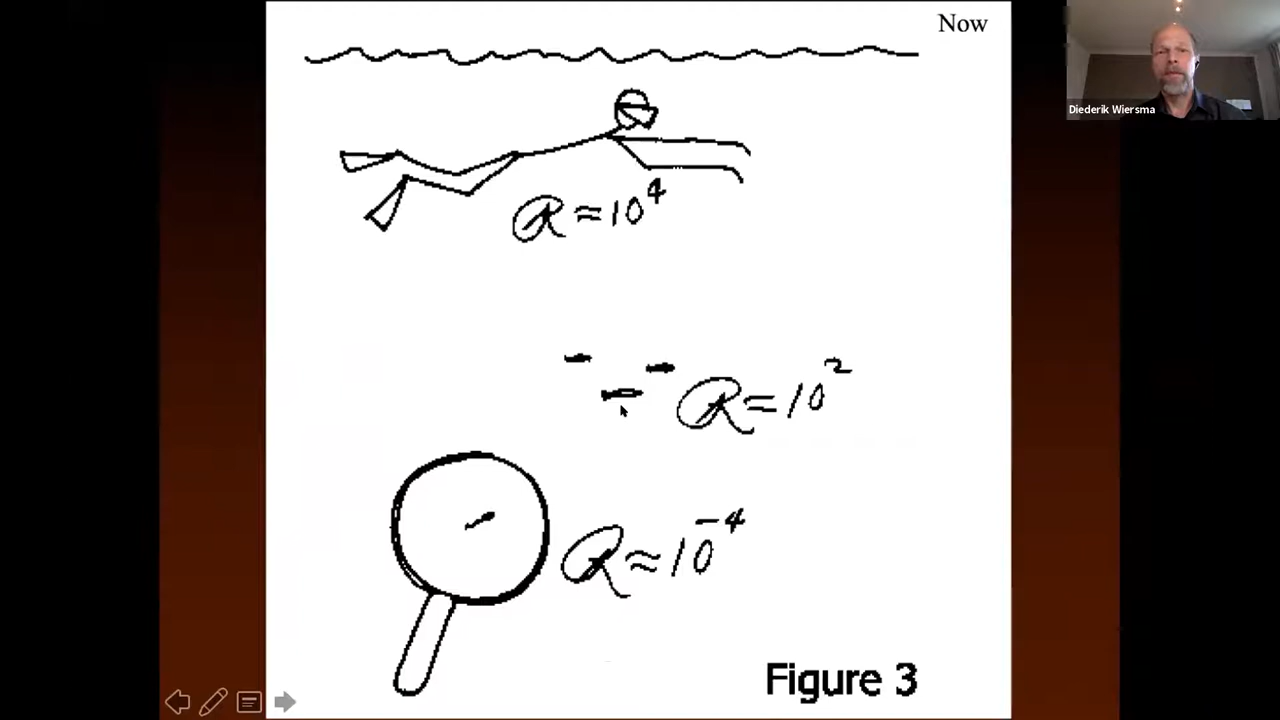 Now
Diederik Wiersma
R ≈ 10⁴
R ≈ 10²
R ≈ 10⁻⁴
Figure 3